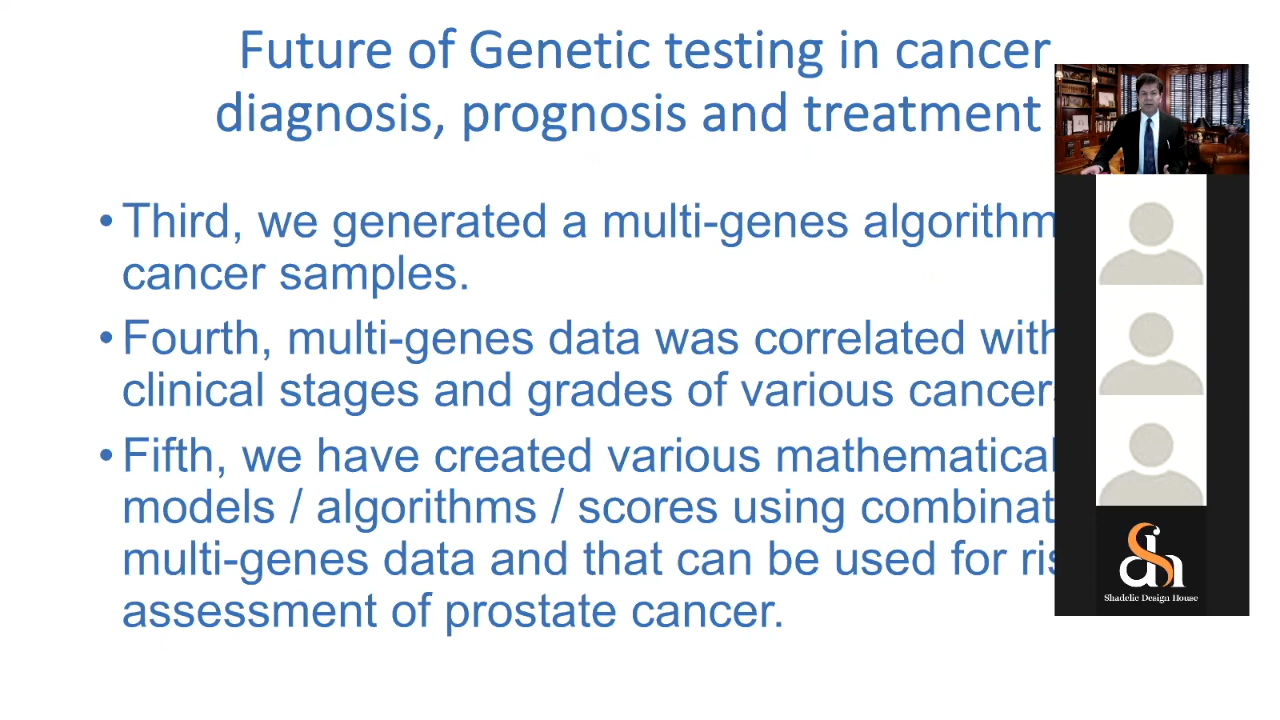 Future of Genetic testing in cancer
diagnosis, prognosis and treatment
• Third, we generated a multi-genes algorithm
cancer samples.
• Fourth, multi-genes data was correlated with
clinical stages and grades of various cancer
• Fifth, we have created various mathematical
models / algorithms / scores using
multi-genes data and that can be used for
assessment of prostate cancer.
Shadelic Design House